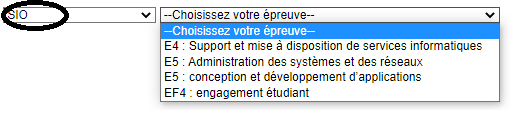 SIO --Choisissez votre épreuve--
--Choisissez votre épreuve--
E4 : Support et mise à disposition de services informatiques
E5 : Administration des systèmes et des réseaux
E5 : conception et développement d'applications
EF4 : engagement étudiant